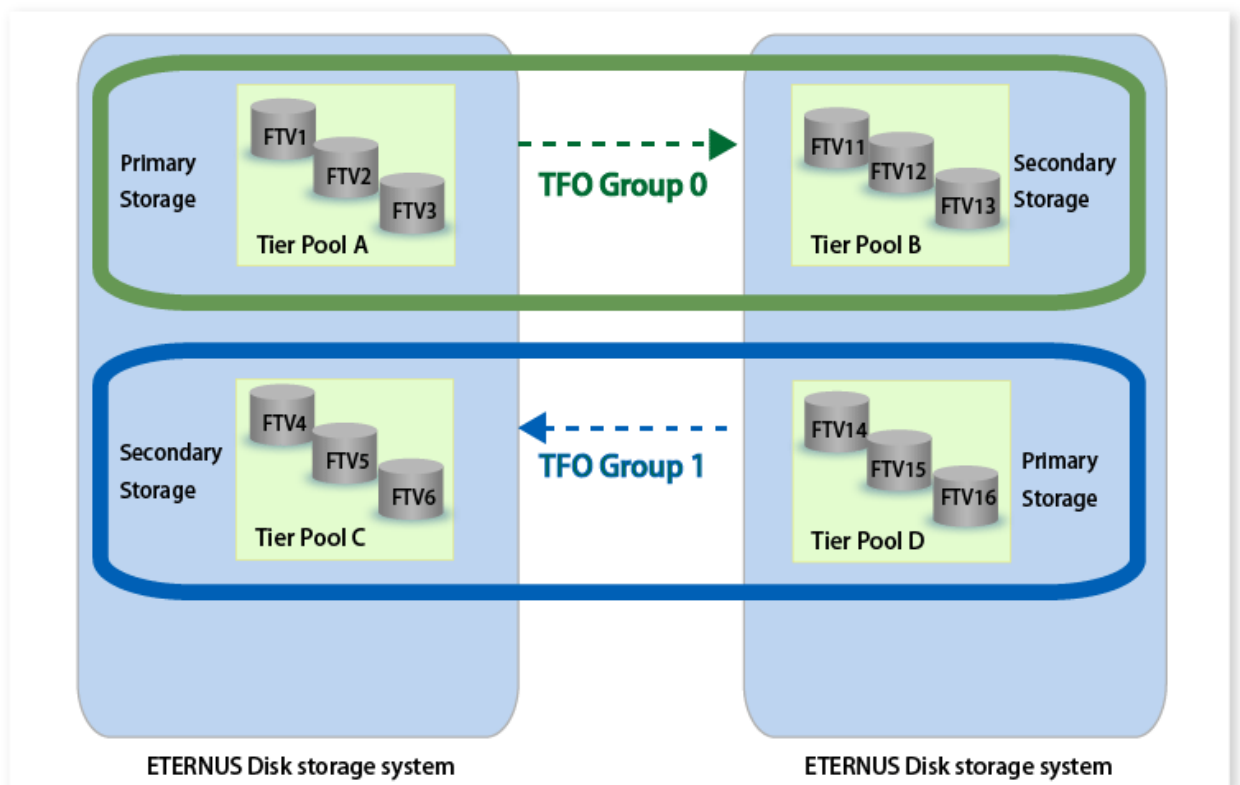 Primary
Storage
FTV1
FTV2
FTV3
Tier Pool A
TFO Group 0
FTV11
FTV12
FTV13
Tier Pool B
Secondary
Storage
Secondary
Storage
FTV4
FTV5
FTV6
Tier Pool C
TFO Group 1
FTV14
FTV15
FTV16
Tier Pool D
Primary
Storage
ETERNUS Disk storage system
ETERNUS Disk storage system